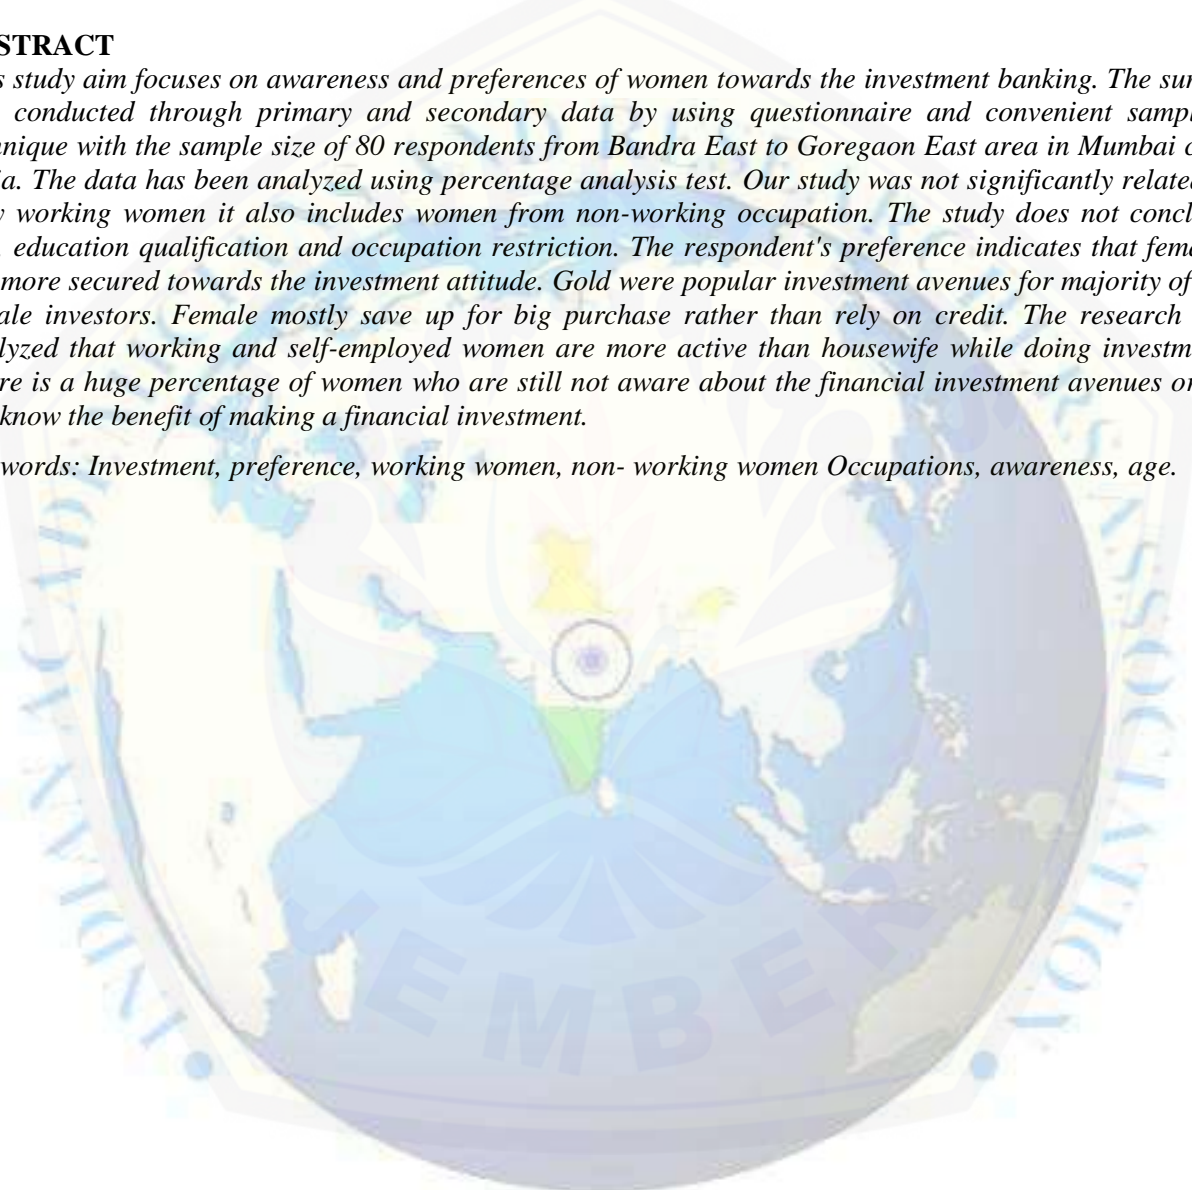 STRACT
s study aim focuses on awareness and preferences of women towards the investment banking. The sur
conducted through primary and secondary data by using questionnaire and convenient sampl
hnique with the sample size of 80 respondents from Bandra East to Goregaon East area in Mumbai c
ia. The data has been analyzed using percentage analysis test. Our study was not significantly related
y working women it also includes women from non-working occupation. The study does not concl
, education qualification and occupation restriction. The respondent's preference indicates that fema
more secured towards the investment attitude. Gold were popular investment avenues for majority of
ale investors. Female mostly save up for big purchase rather than rely on credit. The research
lyzed that working and self-employed women are more active than housewife while doing investm
re is a huge percentage of women who are still not aware about the financial investment avenues or
know the benefit of making a financial investment.
words: Investment, preference, working women, non- working women Occupations, awareness, age.
MEMBER
ASSOCIATION